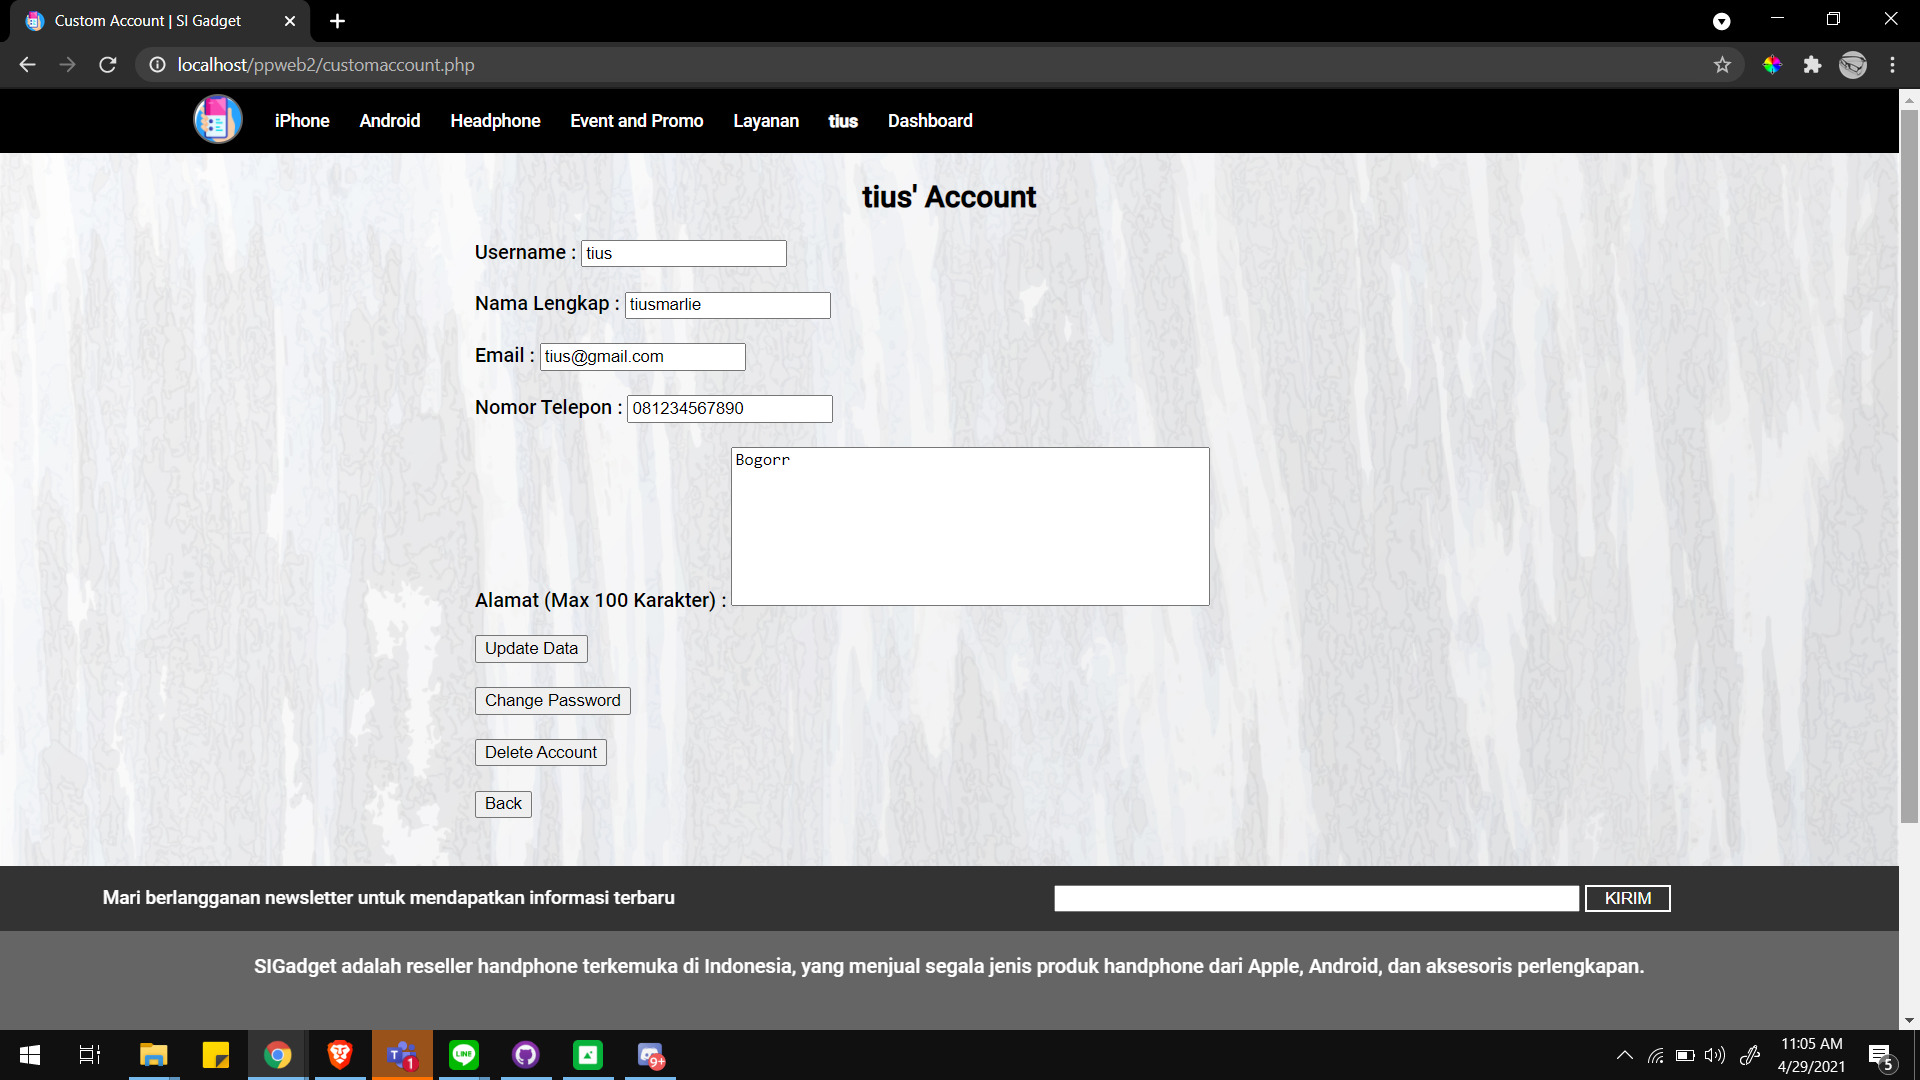 Custom Account | SI Gadget
localhost/ppweb2/customaccount.php
iPhone Android Headphone Event and Promo Layanan tius Dashboard
tius' Account
Username : tius
Nama Lengkap : tiusmarlie
Email : tius@gmail.com
Nomor Telepon : 081234567890
Bogorr
Alamat (Max 100 Karakter) :
Update Data
Change Password
Delete Account
Back
Mari berlangganan newsletter untuk mendapatkan informasi terbaru KIRIM
SIGadget adalah reseller handphone terkemuka di Indonesia, yang menjual segala jenis produk handphone dari Apple, Android, dan aksesoris perlengkapan.
T 1 LINE 9+ 11:05 AM
4/29/2021 5